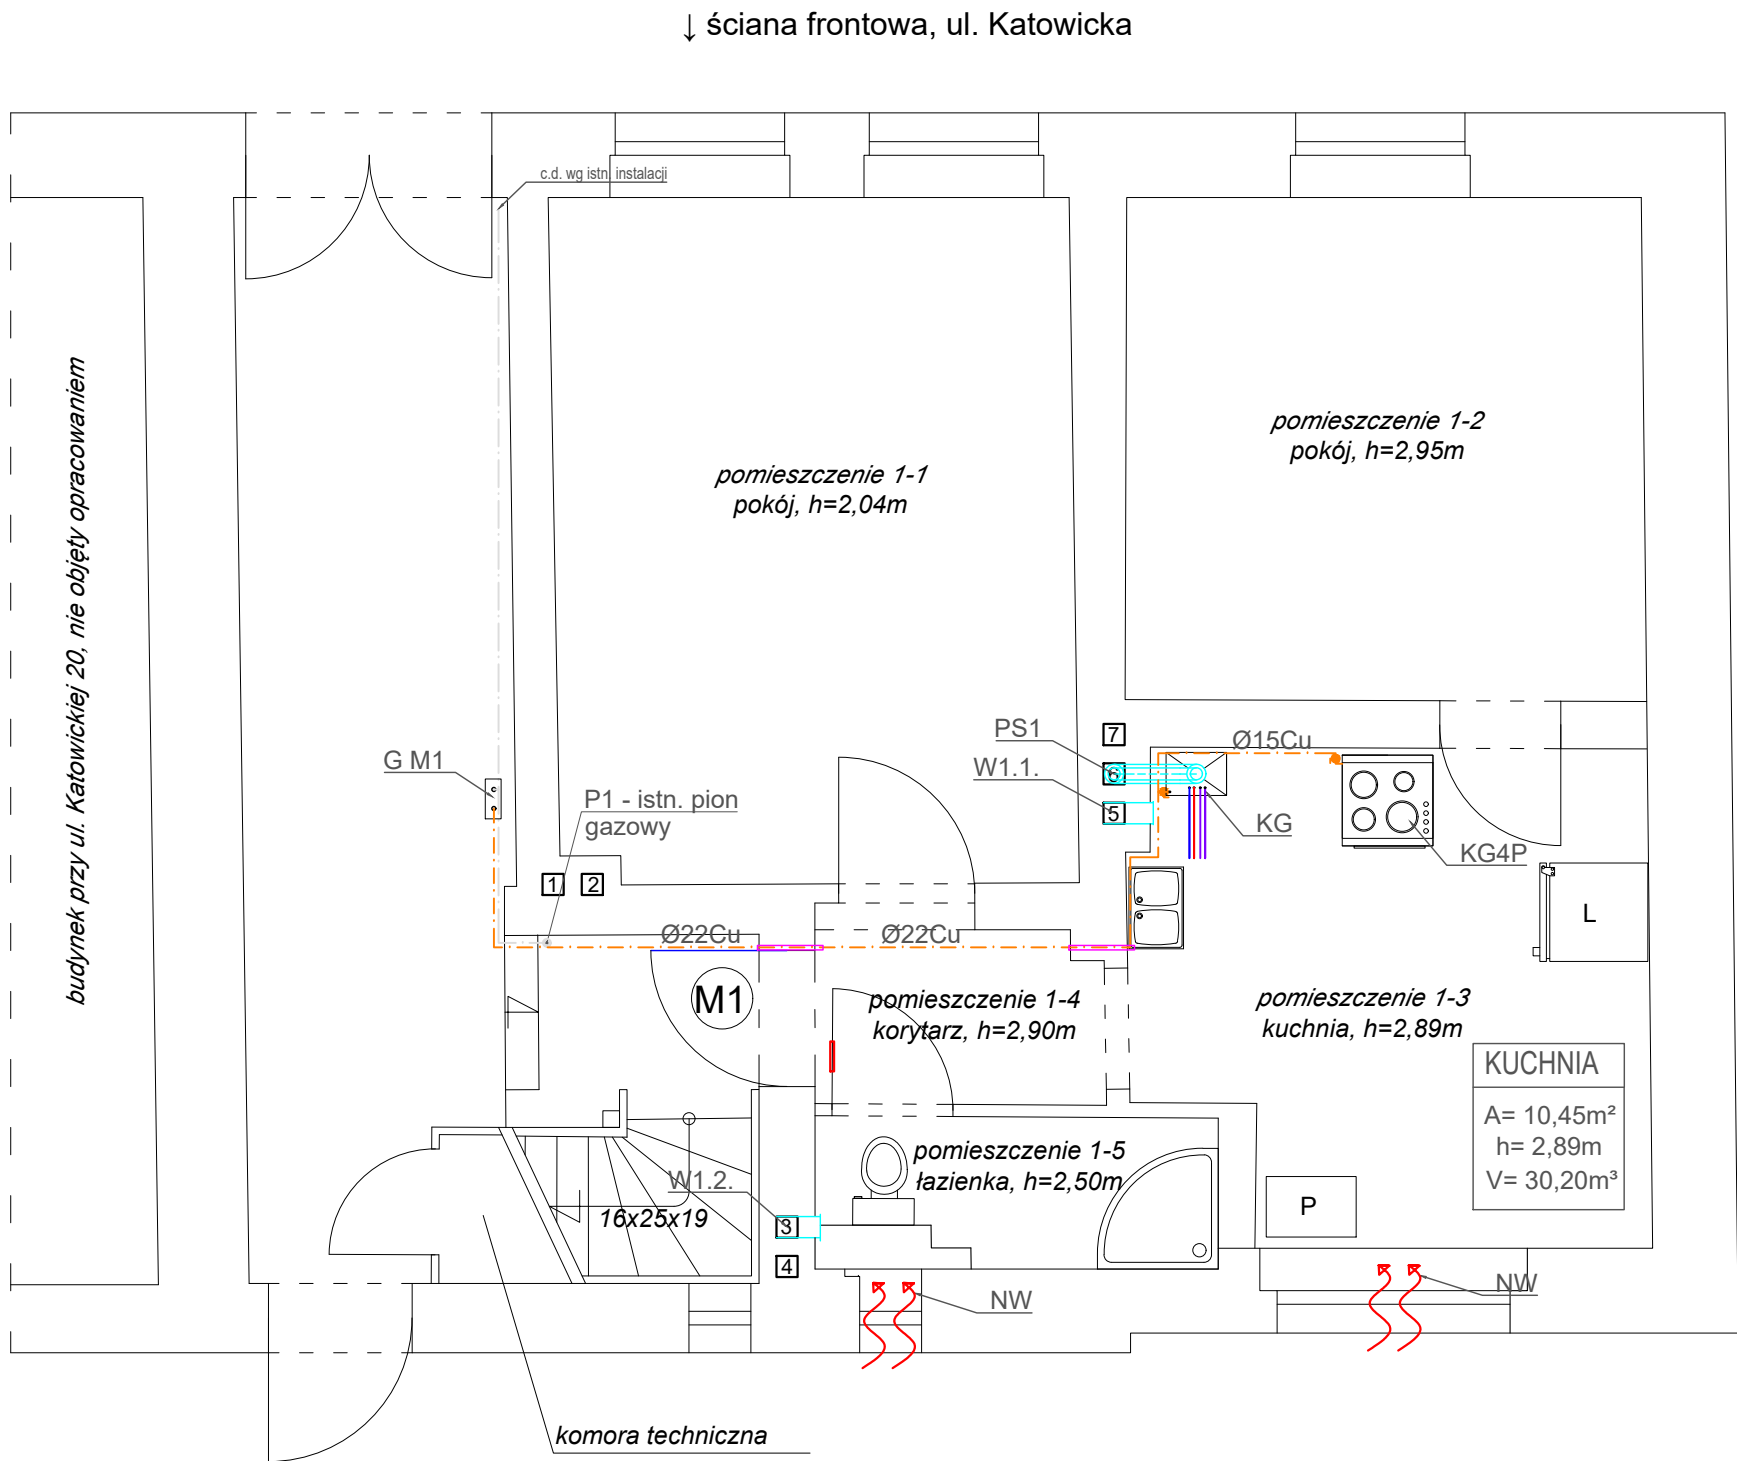 ↓ ściana frontowa, ul. Katowicka
c.d. wg istn. instalacji
budynek przy ul. Katowickiej 20, nie objęty opracowaniem
pomieszczenie 1-1
pokój, h=2,04m
pomieszczenie 1-2
pokój, h=2,95m
G M1
P1 - istn. pion
gazowy
PS1
W1.1.
7
6
5
Ø15Cu
KG
KG4P
L
1
2
Ø22Cu
Ø22Cu
M1
pomieszczenie 1-4
korytarz, h=2,90m
pomieszczenie 1-3
kuchnia, h=2,89m
KUCHNIA
A= 10,45m²
h= 2,89m
V= 30,20m³
pomieszczenie 1-5
łazienka, h=2,50m
W1.2.
16x25x19
3
4
P
NW
NW
komora techniczna